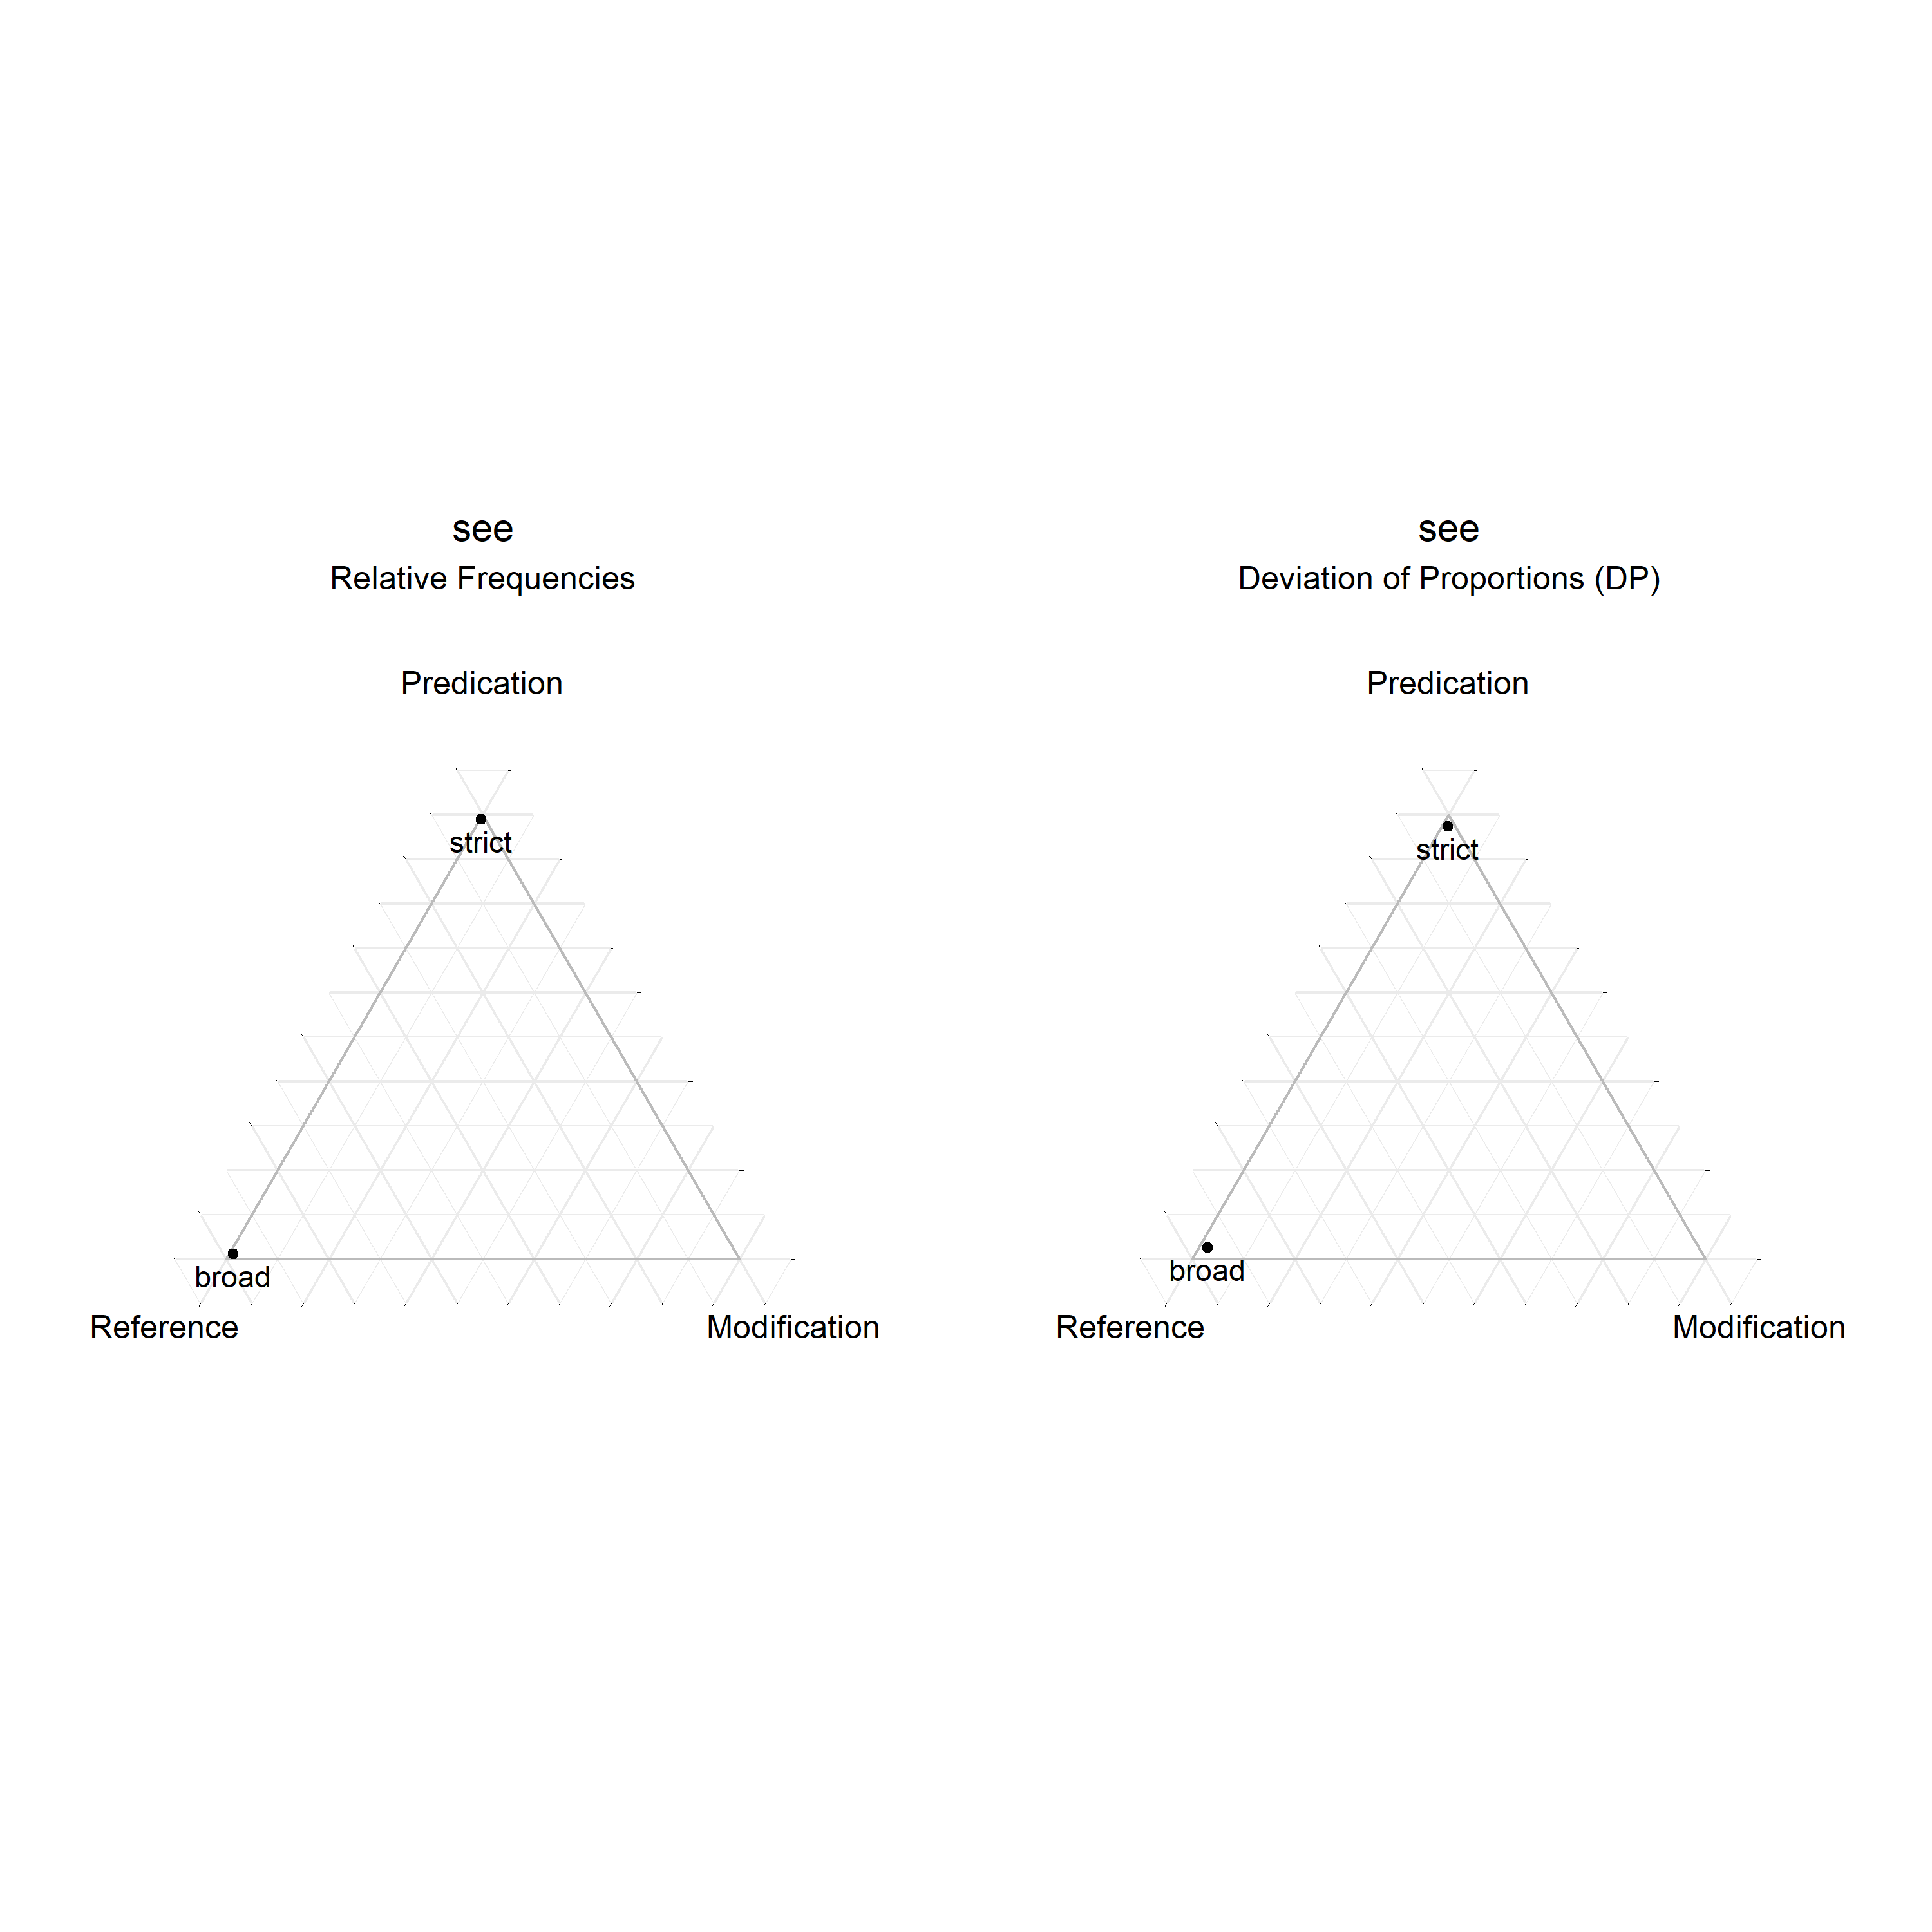 see
Relative Frequencies
Predication
strict
broad
Reference
Modification
see
Deviation of Proportions (DP)
Predication
strict
broad
Reference
Modification